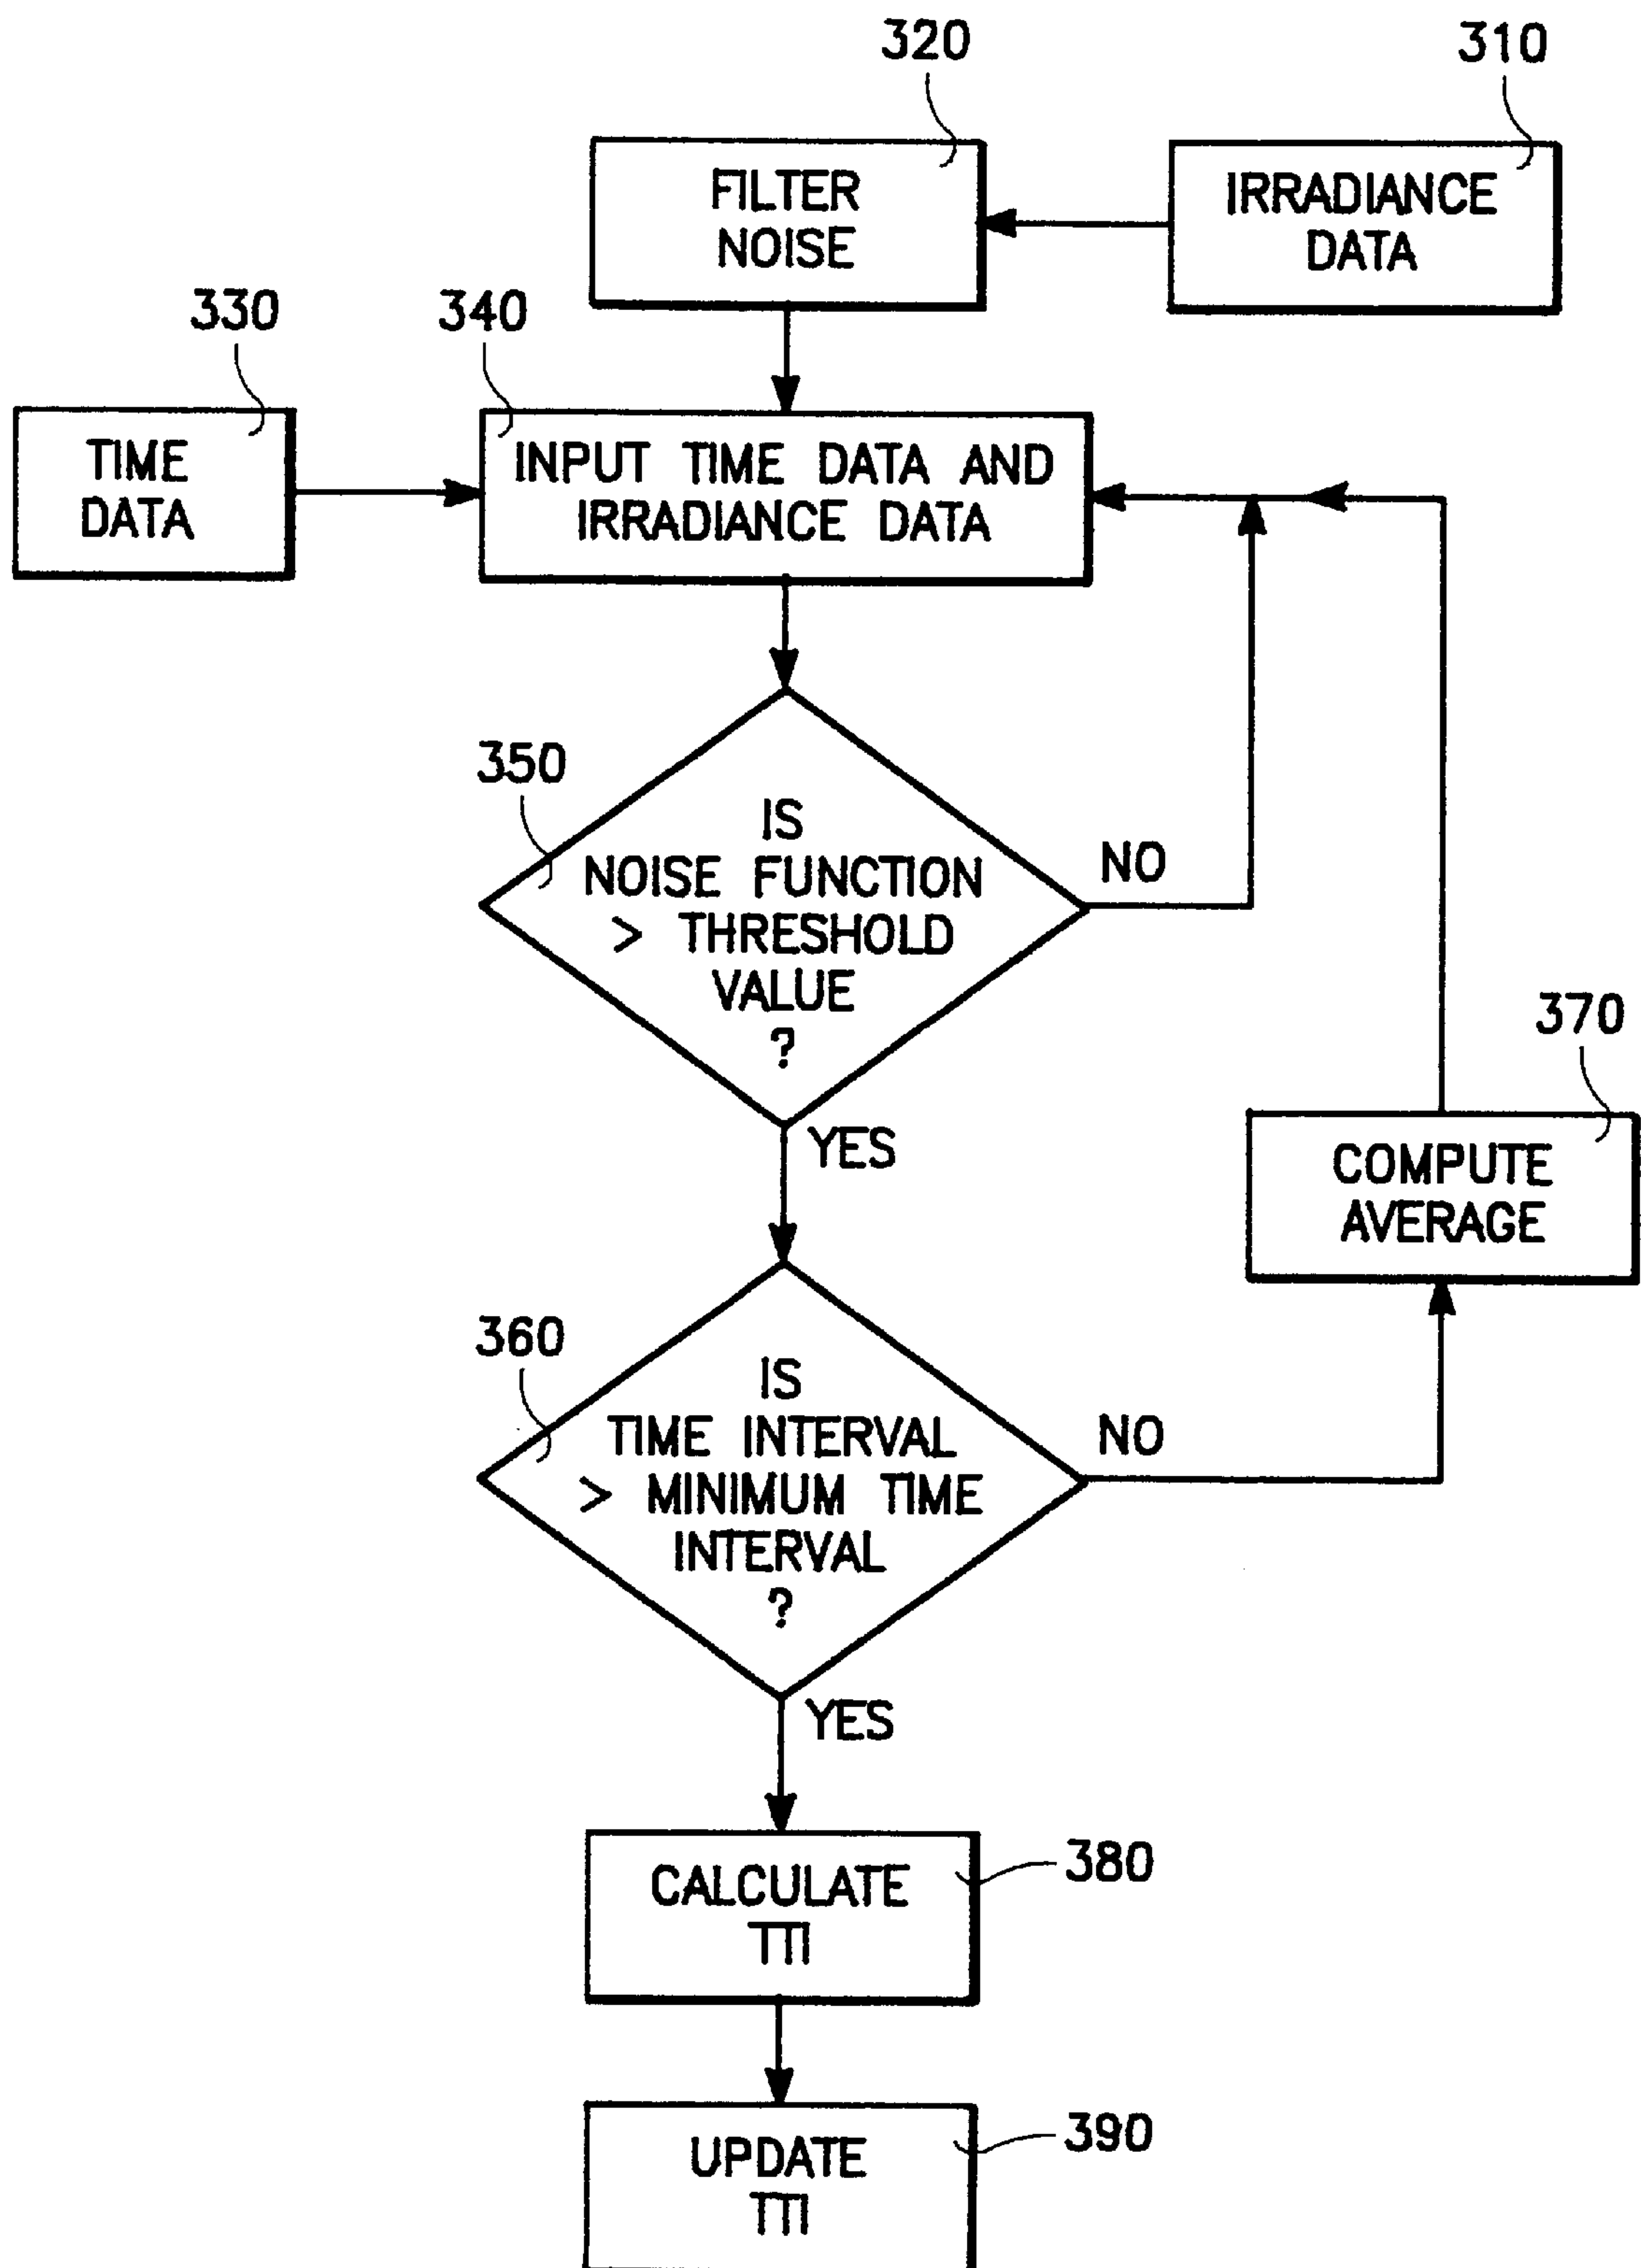 320
310
FILTER
NOISE
IRRADIANCE
DATA
330
340
TIME
DATA
INPUT TIME DATA AND
IRRADIANCE DATA
350
IS
NOISE FUNCTION
> THRESHOLD
VALUE
?
NO
YES
370
COMPUTE
AVERAGE
360
IS
TIME INTERVAL
> MINIMUM TIME
INTERVAL
?
NO
YES
CALCULATE
TTI
380
UPDATE
TTI
390